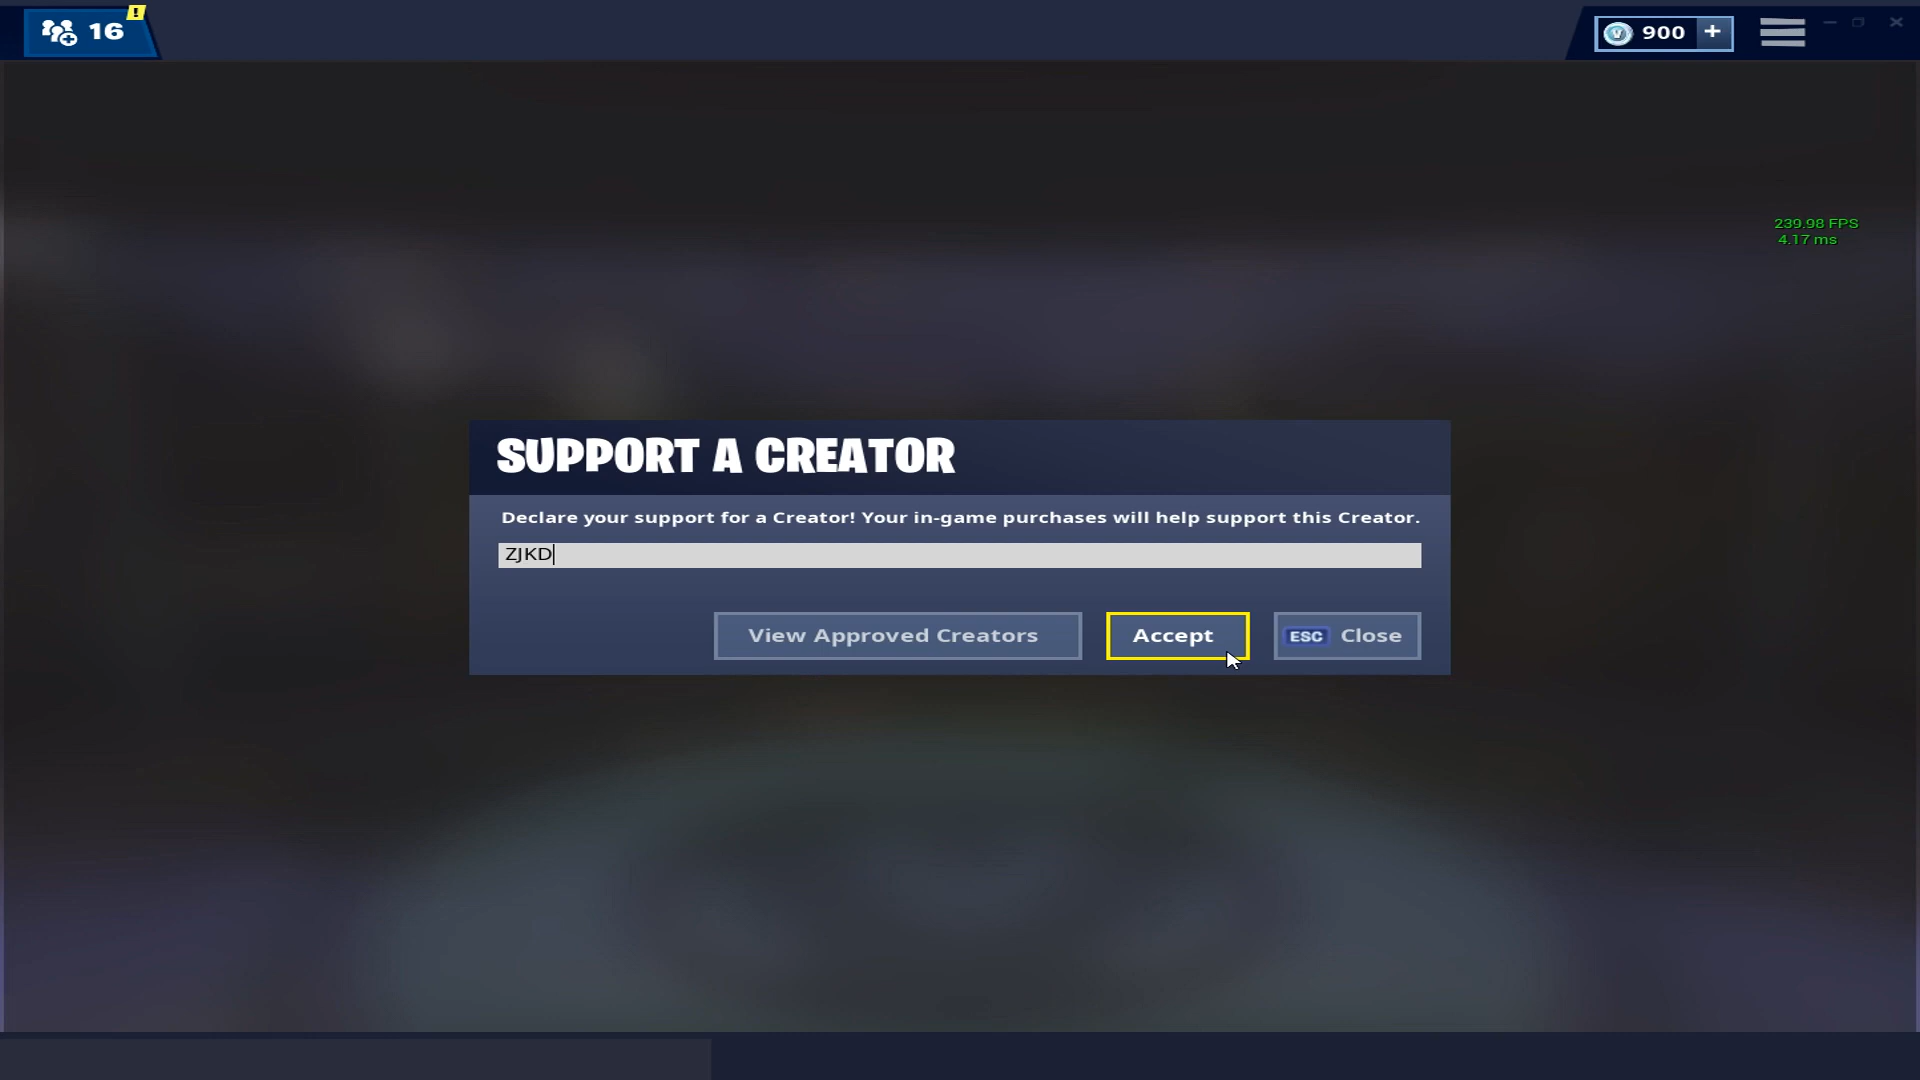 16
!
900 +
239.98 FPS
4.17 ms
SUPPORT A CREATOR
Declare your support for a Creator! Your in-game purchases will help support this Creator.
ZJKD
View Approved Creators
Accept
ESC Close